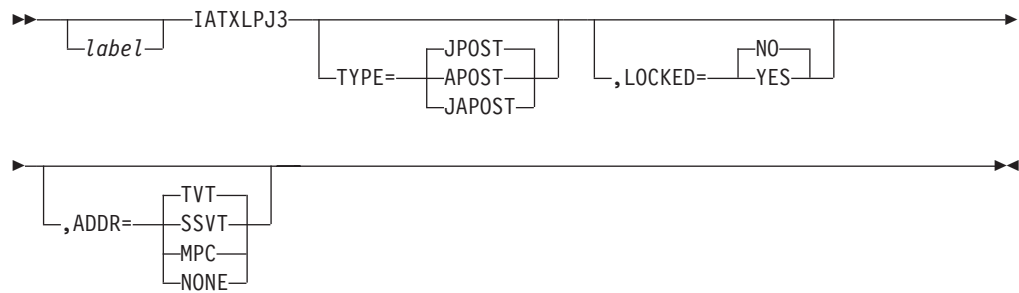 label IATXLPJ3
TYPE= JPOST
APOST
JAPOST
,LOCKED= NO
YES
,ADDR= TVT
SSVT
MPC
NONE